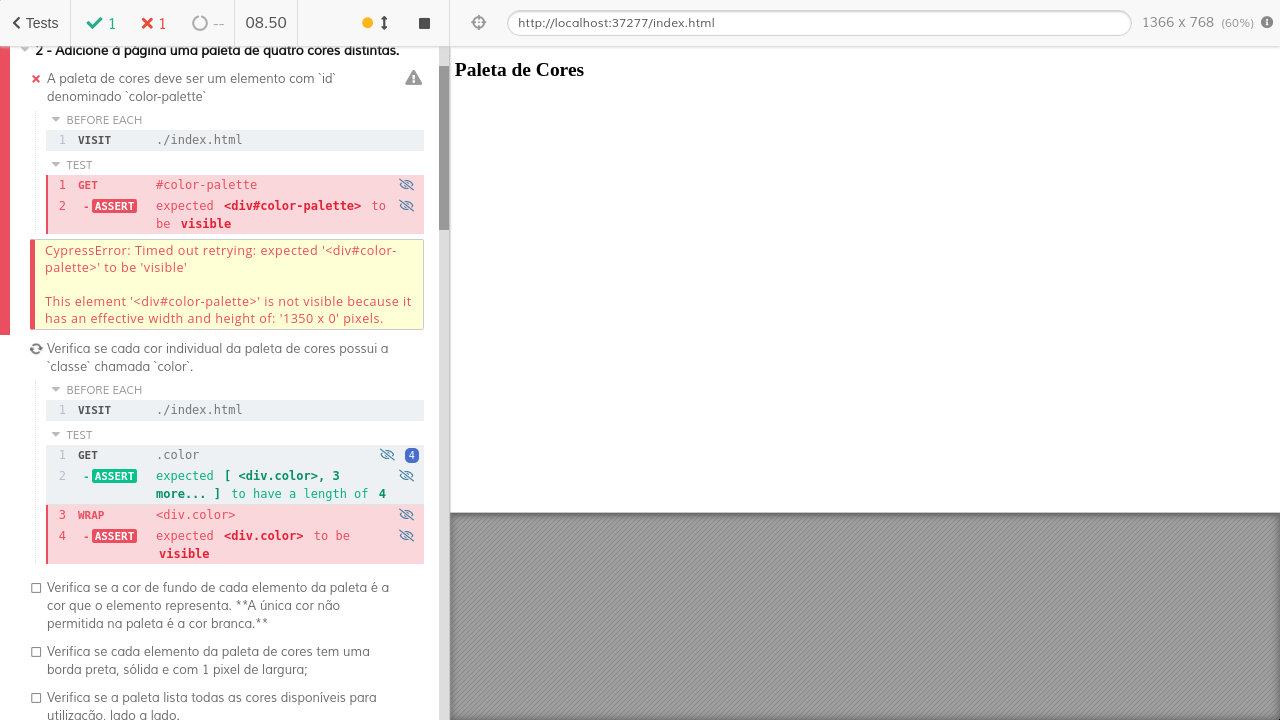 Tests
1
1
--
08.50
http://localhost:37277/index.html
1366 x 768 (60%)
2 - Adicione à página uma paleta de quatro cores distintas.
A paleta de cores deve ser um elemento com `id`
denominado `color-palette`
BEFORE EACH
1 VISIT ./index.html
TEST
1 GET #color-palette
2 - ASSERT expected <div#color-palette> to
be visible
CypressError: Timed out retrying: expected '<div#color-
palette>' to be 'visible'
This element '<div#color-palette>' is not visible because it
has an effective width and height of: '1350 x 0' pixels.
Verifica se cada cor individual da paleta de cores possui a
`classe` chamada `color`.
BEFORE EACH
1 VISIT ./index.html
TEST
1 GET .color 4
2 - ASSERT expected [ <div.color>, 3
more... ] to have a length of 4
3 WRAP <div.color>
4 - ASSERT expected <div.color> to be
visible
Verifica se a cor de fundo de cada elemento da paleta é a
cor que o elemento representa. **A única cor não
permitida na paleta é a cor branca.**
Verifica se cada elemento da paleta de cores tem uma
borda preta, sólida e com 1 pixel de largura;
Verifica se a paleta lista todas as cores disponíveis para
utilização, lado a lado.
Paleta de Cores